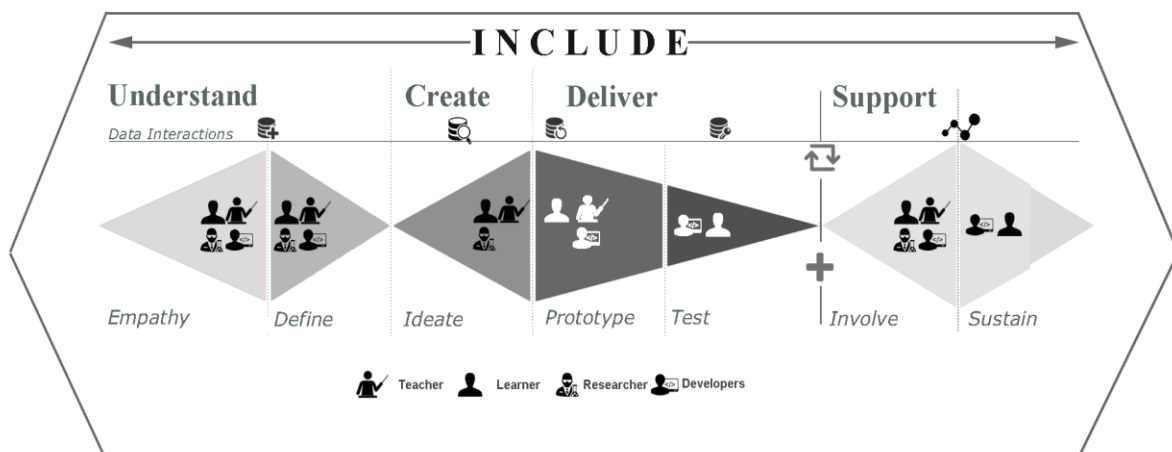 INCLUDE
Understand Create Deliver Support
Data Interactions
Empathy Define Ideate Prototype Test Involve Sustain
Teacher Learner Researcher Developers